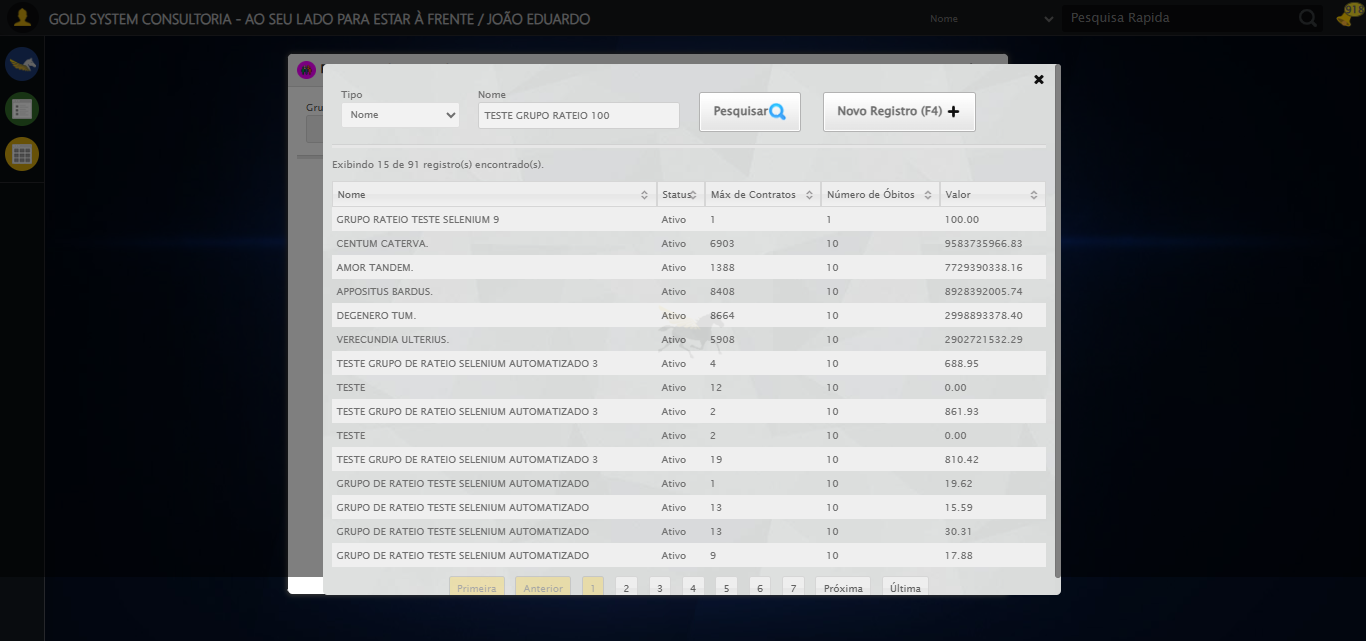 GOLD SYSTEM CONSULTORIA - AO SEU LADO PARA ESTAR À FRENTE / JOÃO EDUARDO
Nome
Pesquisa Rapida
918
Gru
Tipo
Nome
Nome
TESTE GRUPO RATEIO 100
Pesquisar
Novo Registro (F4)
Exibindo 15 de 91 registro(s) encontrado(s).
Nome Status Máx de Contratos Número de Óbitos Valor
GRUPO RATEIO TESTE SELENIUM 9 Ativo 1 1 100.00
CENTUM CATERVA. Ativo 6903 10 9583735966.83
AMOR TANDEM. Ativo 1388 10 7729390338.16
APPOSITUS BARDUS. Ativo 8408 10 8928392005.74
DEGENERO TUM. Ativo 8664 10 2998893378.40
VERECUNDIA ULTERIUS. Ativo 5908 10 2902721532.29
TESTE GRUPO DE RATEIO SELENIUM AUTOMATIZADO 3 Ativo 4 10 688.95
TESTE Ativo 12 10 0.00
TESTE GRUPO DE RATEIO SELENIUM AUTOMATIZADO 3 Ativo 2 10 861.93
TESTE Ativo 2 10 0.00
TESTE GRUPO DE RATEIO SELENIUM AUTOMATIZADO 3 Ativo 19 10 810.42
GRUPO DE RATEIO TESTE SELENIUM AUTOMATIZADO Ativo 1 10 19.62
GRUPO DE RATEIO TESTE SELENIUM AUTOMATIZADO Ativo 13 10 15.59
GRUPO DE RATEIO TESTE SELENIUM AUTOMATIZADO Ativo 13 10 30.31
GRUPO DE RATEIO TESTE SELENIUM AUTOMATIZADO Ativo 9 10 17.88
Primeira Anterior 1 2 3 4 5 6 7 Próxima Última